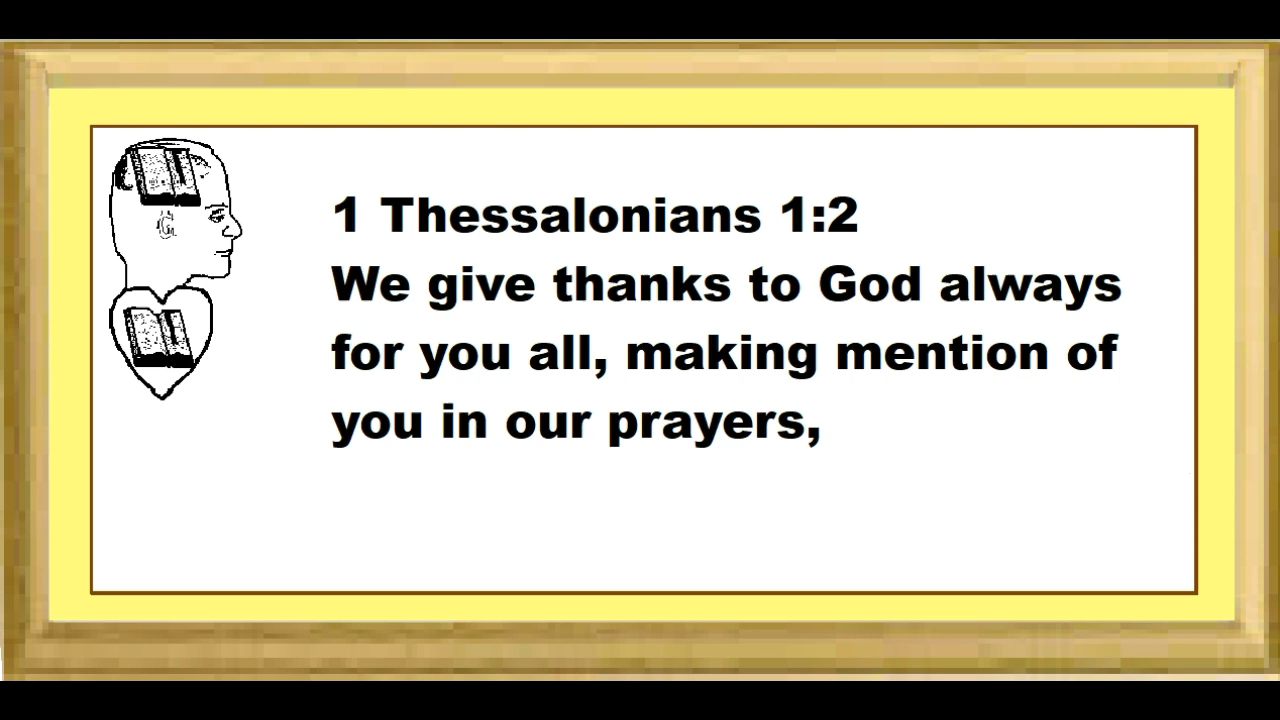 1 Thessalonians 1:2
We give thanks to God always
for you all, making mention of
you in our prayers,